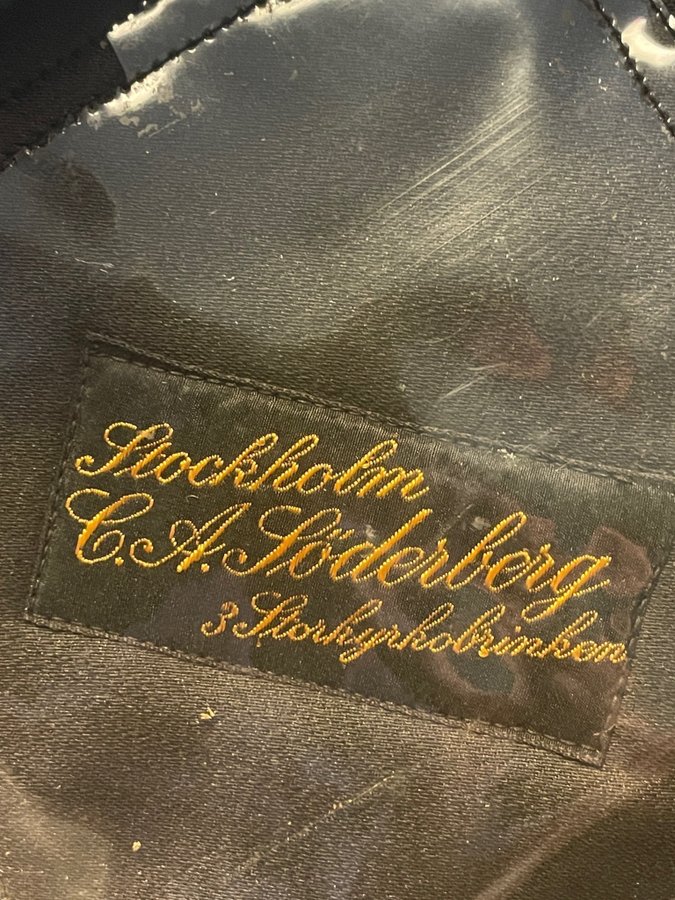 Stockholm
C.A. Söderberg
3 Storkyrkobrinken